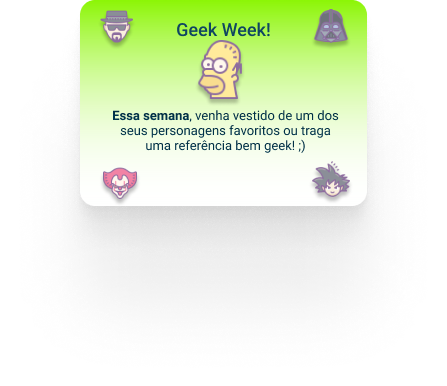 Geek Week!
Essa semana, venha vestido de um dos
seus personagens favoritos ou traga
uma referência bem geek! ;)